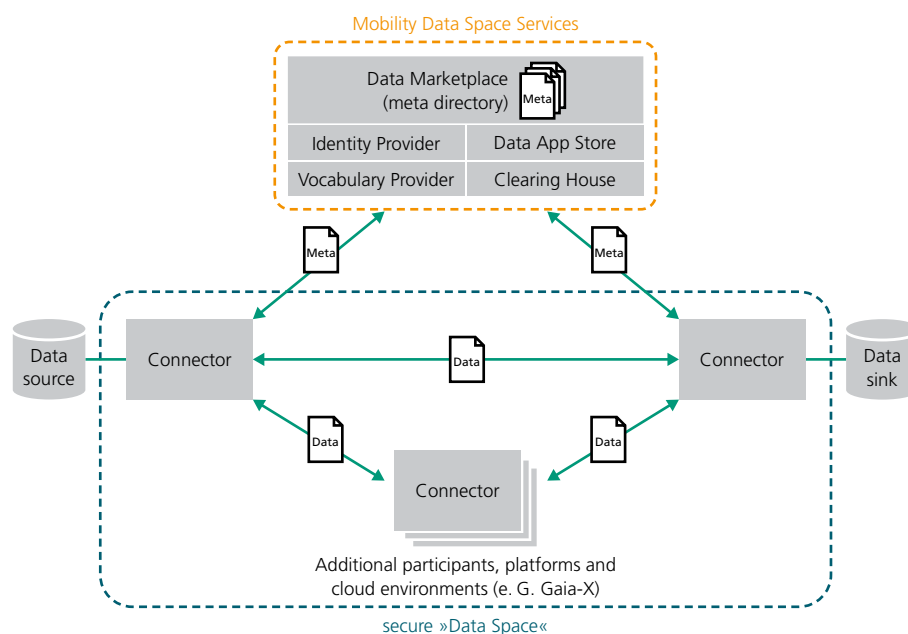 Mobility Data Space Services
Data Marketplace
(meta directory)
Meta
Identity Provider
Data App Store
Vocabulary Provider
Clearing House
Meta
Meta
Data
source
Connector
Data
Connector
Data
sink
Data
Data
Connector
Additional participants, platforms and
cloud environments (e. G. Gaia-X)
secure »Data Space«